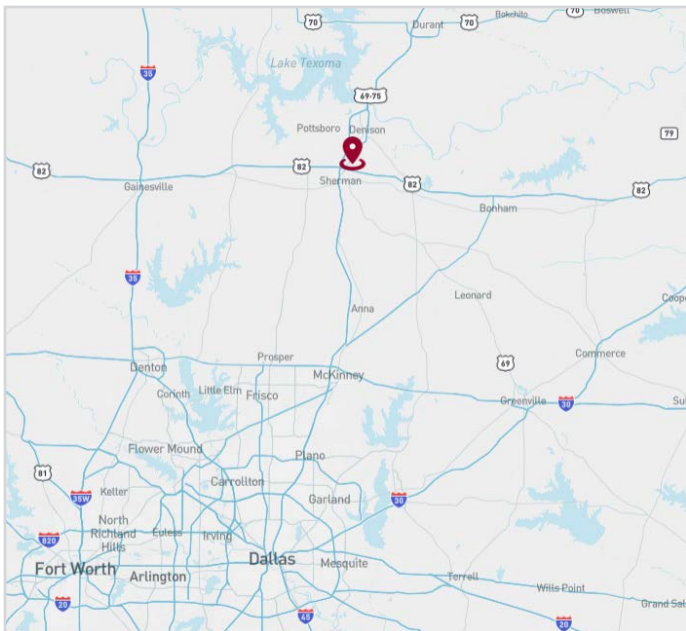 70
Durant
70
Bokchito
70
Boswell
35
Lake Texoma
69-75
Pottsboro
Denison
79
82
82
Gainesville
Sherman
82
82
Bonham
35
Leonard
Coope
Anna
Prosper
Commerce
69
Denton
McKinney
Corinth
Little Elm
Frisco
Greenville
30
Su
Flower Mound
Plano
81
Carrollton
Keller
35W
Garland
30
North
Richland
Hills
Euless
Irving
820
Dallas
Mesquite
Fort Worth
Arlington
Terrell
Wills Point
Grand Sal
20
45
20